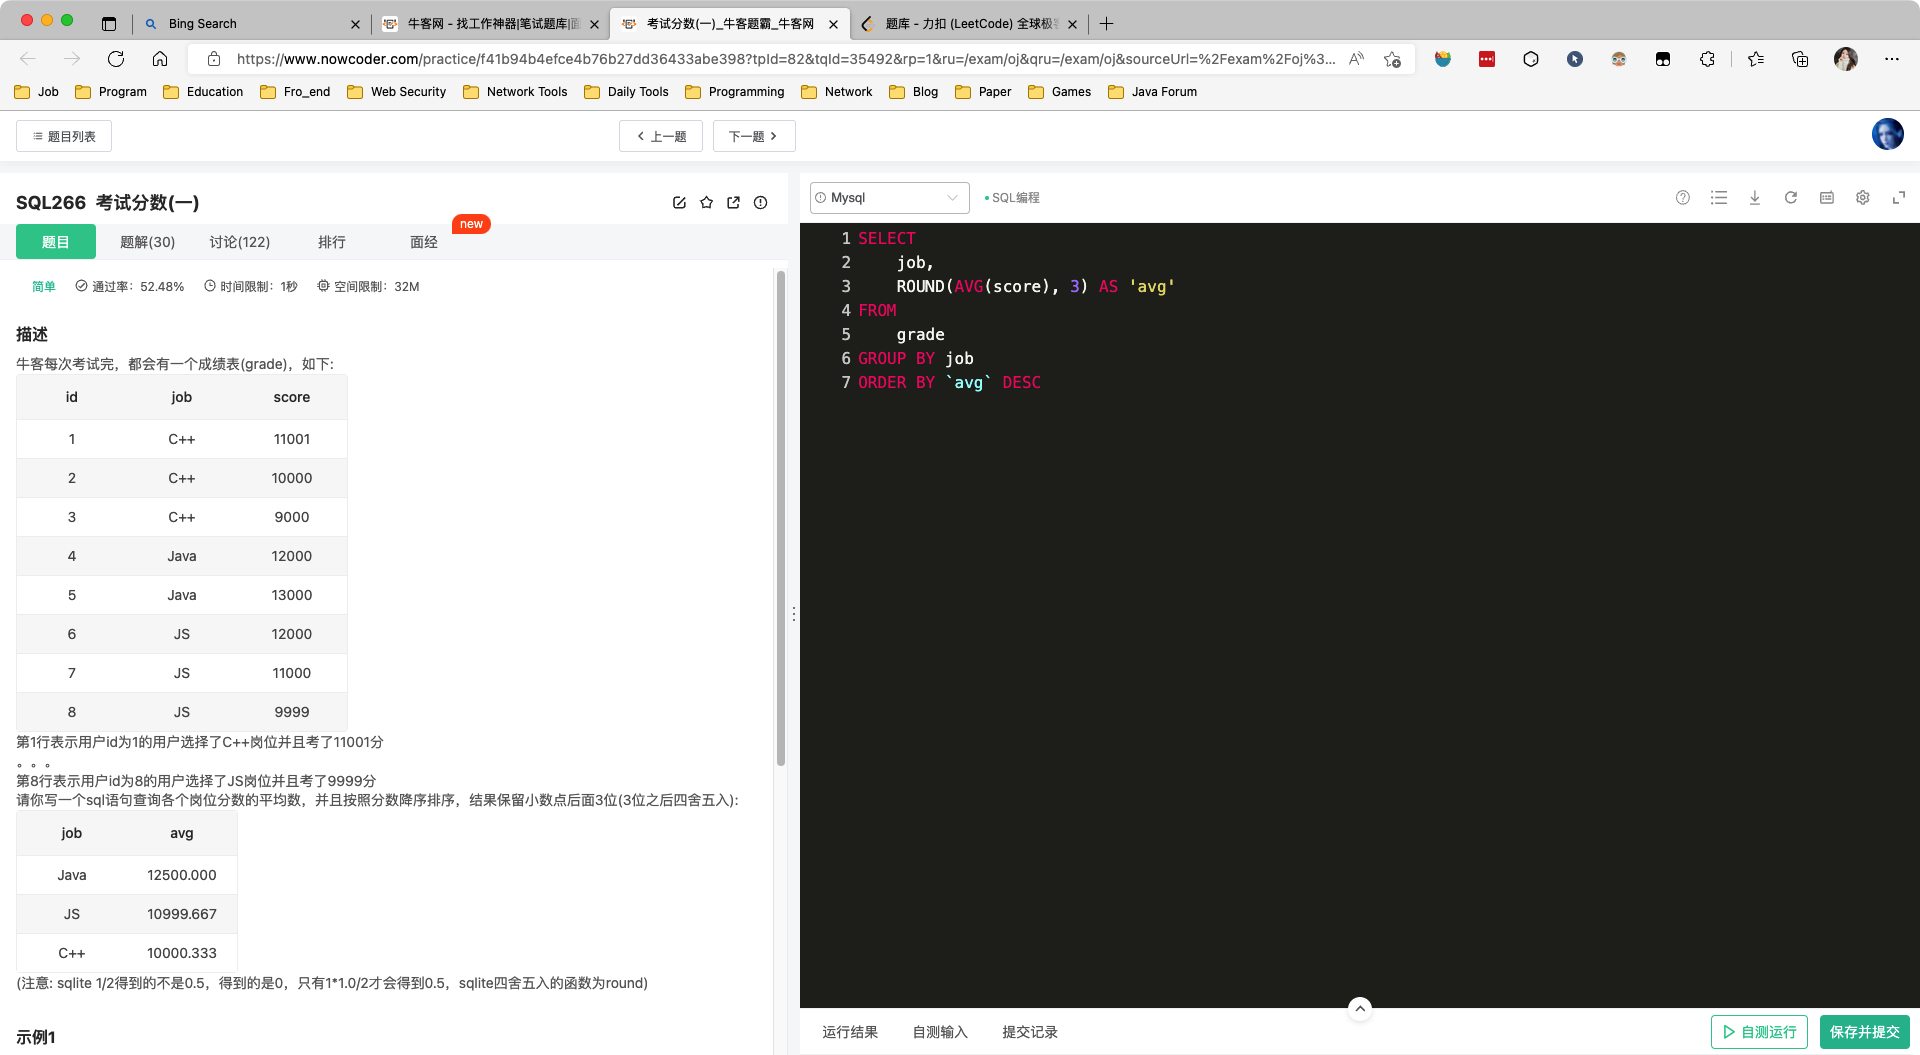 Bing Search
牛客网 - 找工作神器|笔试题库|面
考试分数(一)_牛客题霸_牛客网
题库 - 力扣 (LeetCode) 全球极客
https://www.nowcoder.com/practice/f41b94b4efce4b76b27dd36433abe398?tpId=82&tqId=35492&rp=1&ru=/exam/oj&qru=/exam/oj&sourceUrl=%2Fexam%2Foj%3...
Job Program Education Fro_end Web Security Network Tools Daily Tools Programming Network Blog Paper Games Java Forum
题目列表
上一题
下一题
SQL266 考试分数(一)
题目 题解(30) 讨论(122) 排行 面经 new
简单 通过率：52.48% 时间限制：1秒 空间限制：32M
描述
牛客每次考试完，都会有一个成绩表(grade)，如下:
id job score
1 C++ 11001
2 C++ 10000
3 C++ 9000
4 Java 12000
5 Java 13000
6 JS 12000
7 JS 11000
8 JS 9999
第1行表示用户id为1的用户选择了C++岗位并且考了11001分
。。。
第8行表示用户id为8的用户选择了JS岗位并且考了9999分
请你写一个sql语句查询各个岗位分数的平均数，并且按照分数降序排序，结果保留小数点后面3位(3位之后四舍五入):
job avg
Java 12500.000
JS 10999.667
C++ 10000.333
(注意: sqlite 1/2得到的不是0.5，得到的是0，只有1*1.0/2才会得到0.5，sqlite四舍五入的函数为round)
示例1
Mysql
SQL编程
1 SELECT
2 job,
3 ROUND(AVG(score), 3) AS 'avg'
4 FROM
5 grade
6 GROUP BY job
7 ORDER BY `avg` DESC
运行结果 自测输入 提交记录
自测运行
保存并提交